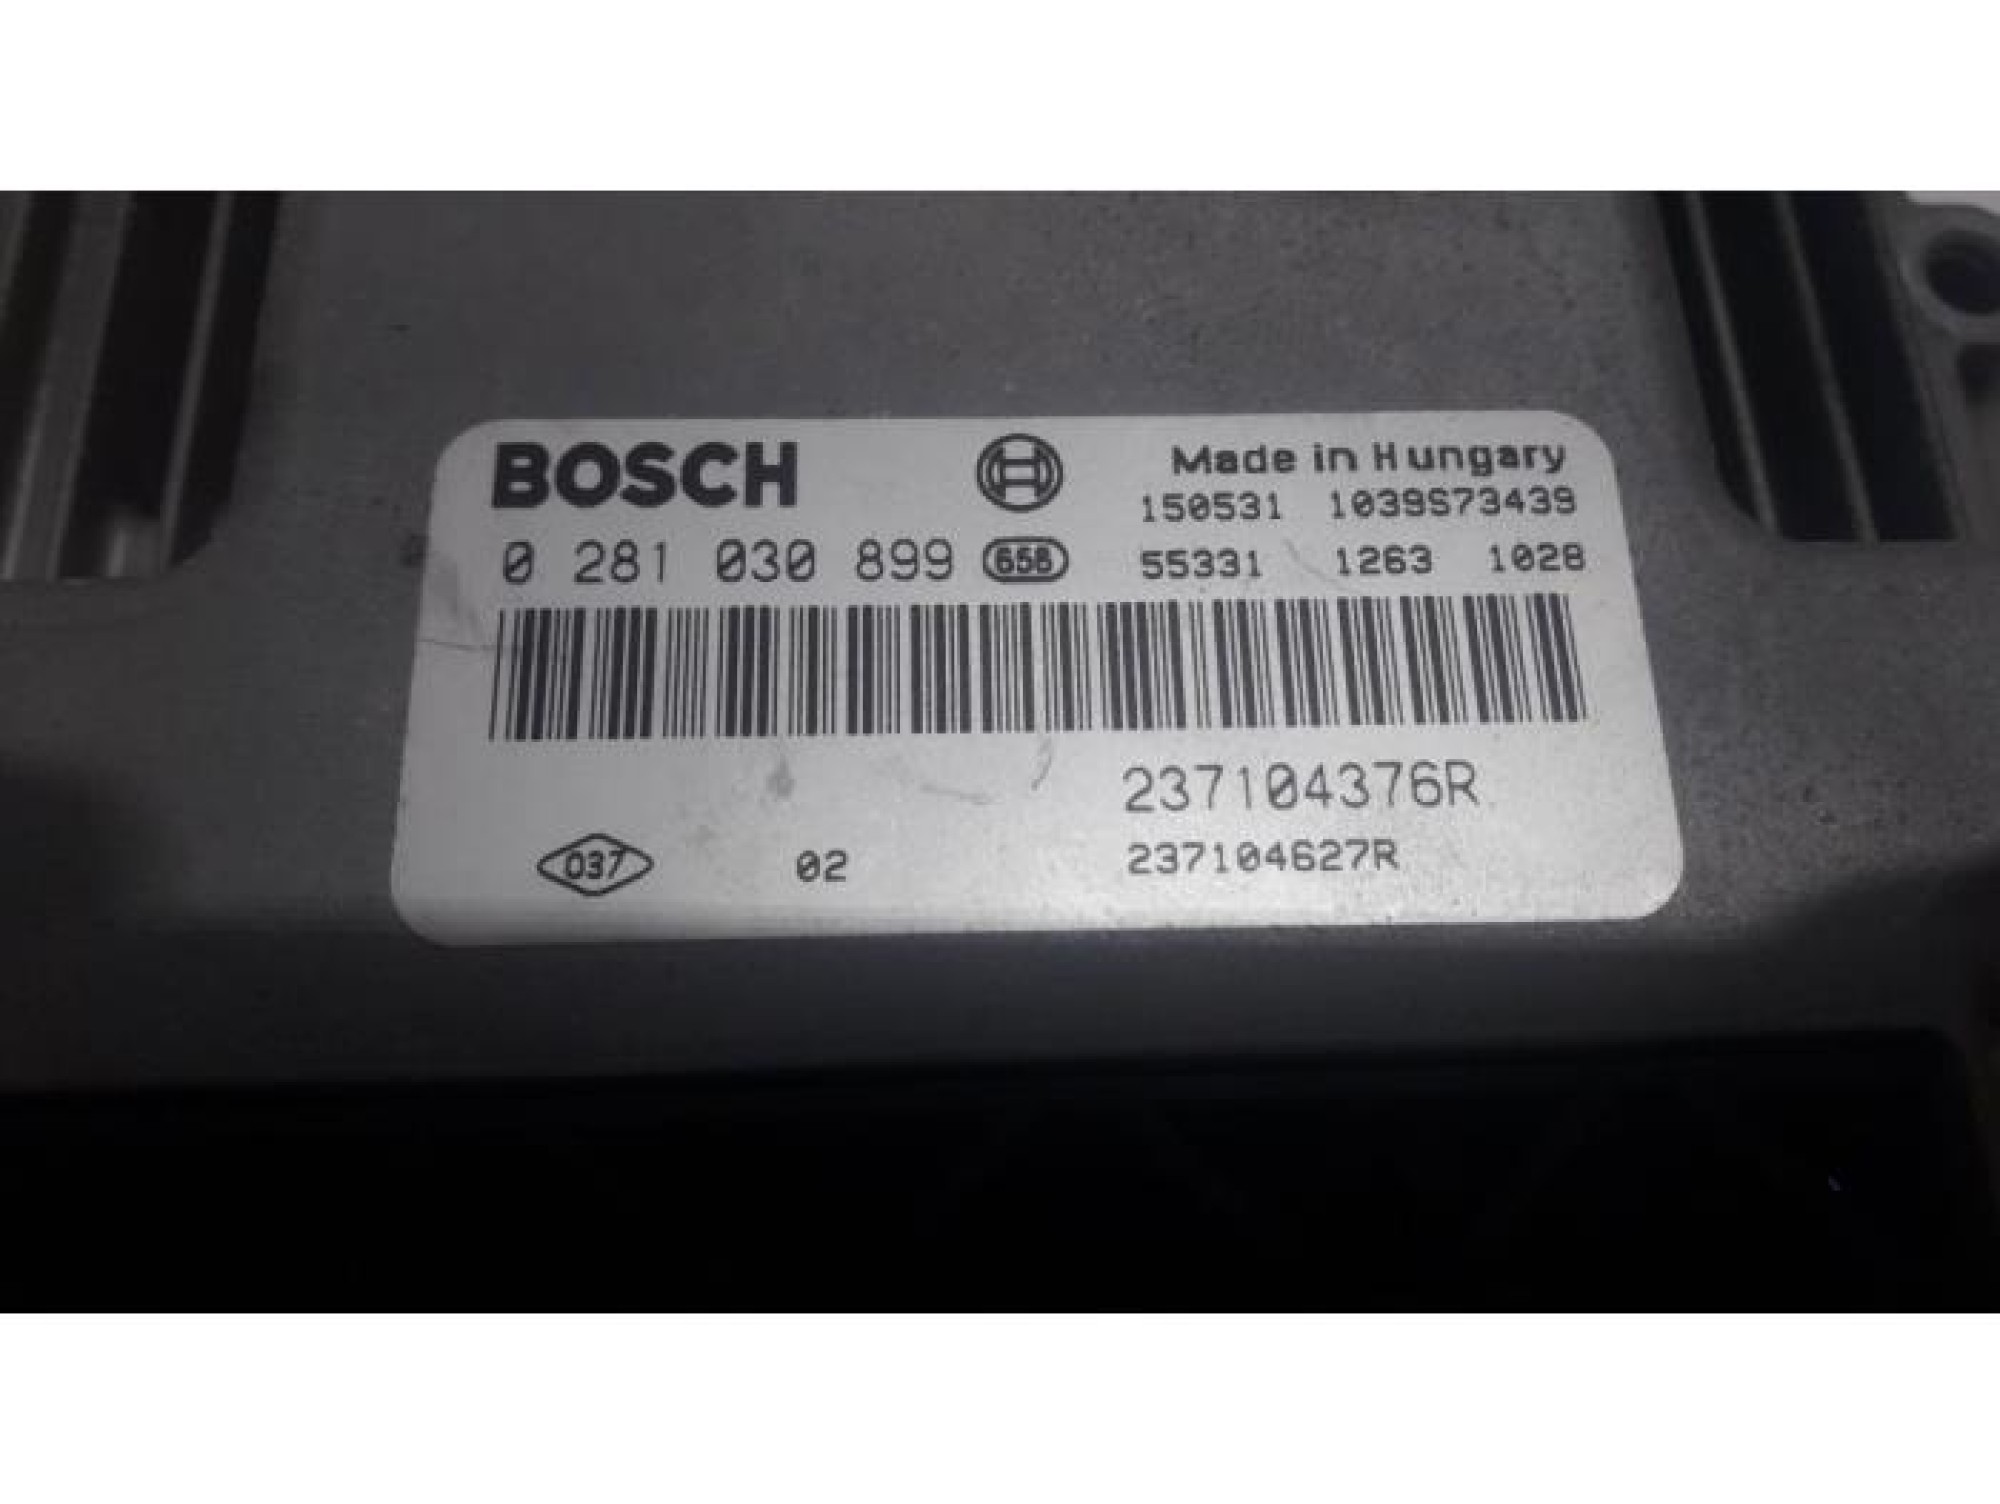 BOSCH Made in Hungary
150531 1039S73439
0 281 030 899 658 55331 1263 1028
237104376R
037 02 237104627R